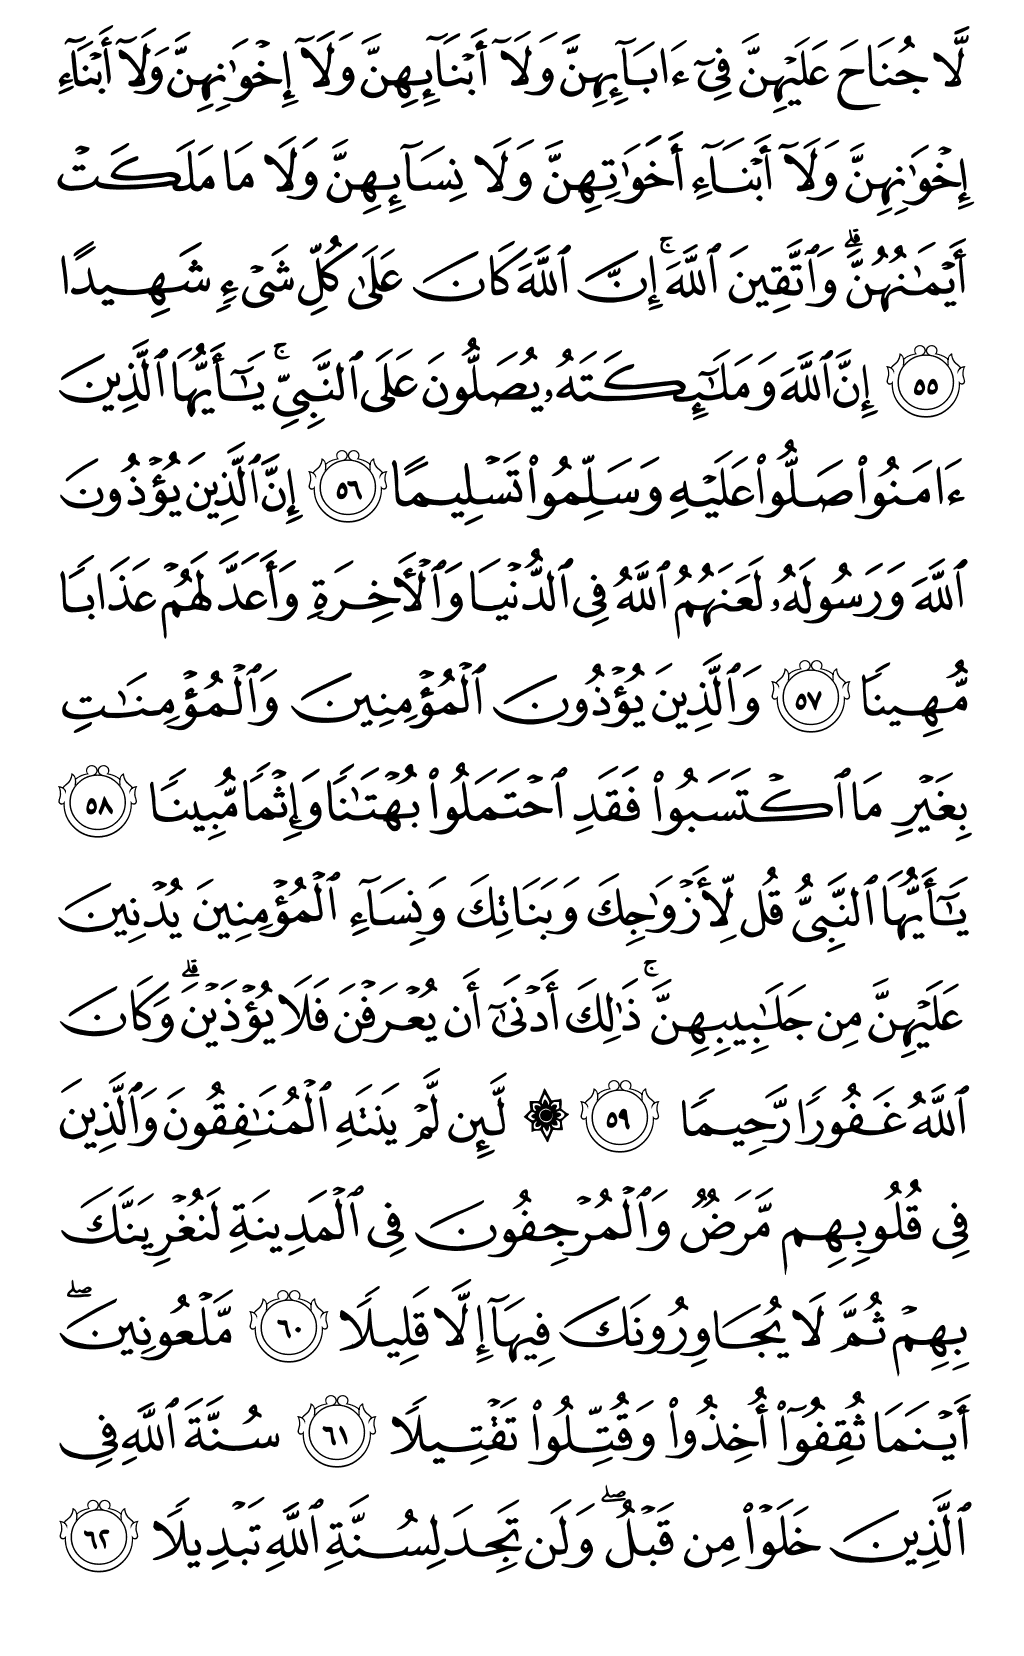 لَّا جُنَاحَ عَلَيْهِنَّ فِىٓ ءَابَآئِهِنَّ وَلَآ أَبْنَآئِهِنَّ وَلَآ إِخْوَٰنِهِنَّ وَلَآ أَبْنَآءِ
إِخْوَٰنِهِنَّ وَلَآ أَبْنَآءِ أَخَوَٰتِهِنَّ وَلَا نِسَآئِهِنَّ وَلَا مَا مَلَكَتْ
أَيْمَٰنُهُنَّ ۗ وَٱتَّقِينَ ٱللَّهَ ۚ إِنَّ ٱللَّهَ كَانَ عَلَىٰ كُلِّ شَىْءٍ شَهِيدًا
٥٥ إِنَّ ٱللَّهَ وَمَلَٰٓئِكَتَهُۥ يُصَلُّونَ عَلَى ٱلنَّبِىِّ ۚ يَٰٓأَيُّهَا ٱلَّذِينَ
ءَامَنُوا۟ صَلُّوا۟ عَلَيْهِ وَسَلِّمُوا۟ تَسْلِيمًا ٥٦ إِنَّ ٱلَّذِينَ يُؤْذُونَ
ٱللَّهَ وَرَسُولَهُۥ لَعَنَهُمُ ٱللَّهُ فِى ٱلدُّنْيَا وَٱلْـَٔاخِرَةِ وَأَعَدَّ لَهُمْ عَذَابًا
مُّهِينًا ٥٧ وَٱلَّذِينَ يُؤْذُونَ ٱلْمُؤْمِنِينَ وَٱلْمُؤْمِنَٰتِ
بِغَيْرِ مَا ٱكْتَسَبُوا۟ فَقَدِ ٱحْتَمَلُوا۟ بُهْتَٰنًا وَإِثْمًا مُّبِينًا ٥٨
يَٰٓأَيُّهَا ٱلنَّبِىُّ قُل لِّأَزْوَٰجِكَ وَبَنَاتِكَ وَنِسَآءِ ٱلْمُؤْمِنِينَ يُدْنِينَ
عَلَيْهِنَّ مِن جَلَٰبِيبِهِنَّ ۚ ذَٰلِكَ أَدْنَىٰٓ أَن يُعْرَفْنَ فَلَا يُؤْذَيْنَ ۗ وَكَانَ
ٱللَّهُ غَفُورًا رَّحِيمًا ٥٩ ۞ لَّئِن لَّمْ يَنتَهِ ٱلْمُنَٰفِقُونَ وَٱلَّذِينَ
فِى قُلُوبِهِم مَّرَضٌ وَٱلْمُرْجِفُونَ فِى ٱلْمَدِينَةِ لَنُغْرِيَنَّكَ
بِهِمْ ثُمَّ لَا يُجَاوِرُونَكَ فِيهَآ إِلَّا قَلِيلًا ٦٠ مَّلْعُونِينَ ۖ
أَيْنَمَا ثُقِفُوٓا۟ أُخِذُوا۟ وَقُتِّلُوا۟ تَقْتِيلًا ٦١ سُنَّةَ ٱللَّهِ فِى
ٱلَّذِينَ خَلَوْا۟ مِن قَبْلُ ۖ وَلَن تَجِدَ لِسُنَّةِ ٱللَّهِ تَبْدِيلًا ٦٢